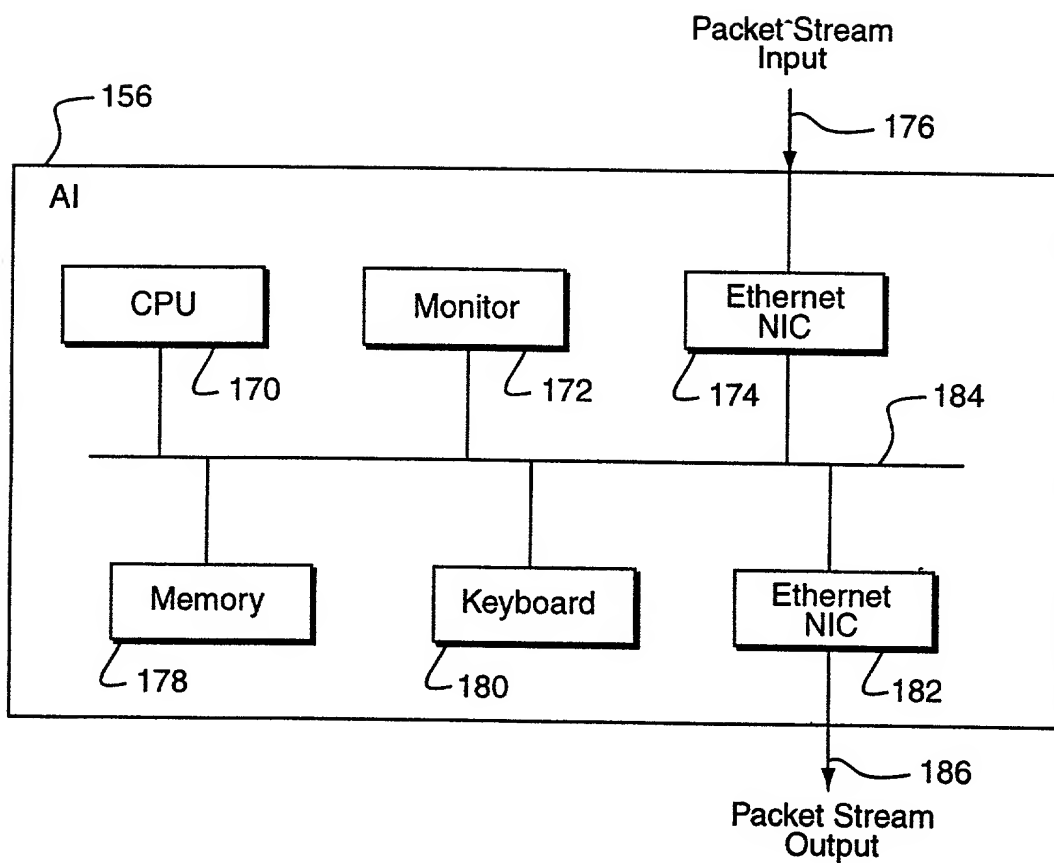 Packet Stream
Input
156
176
AI
CPU
Monitor
Ethernet
NIC
170
172
174
184
Memory
Keyboard
Ethernet
NIC
178
180
182
186
Packet Stream
Output